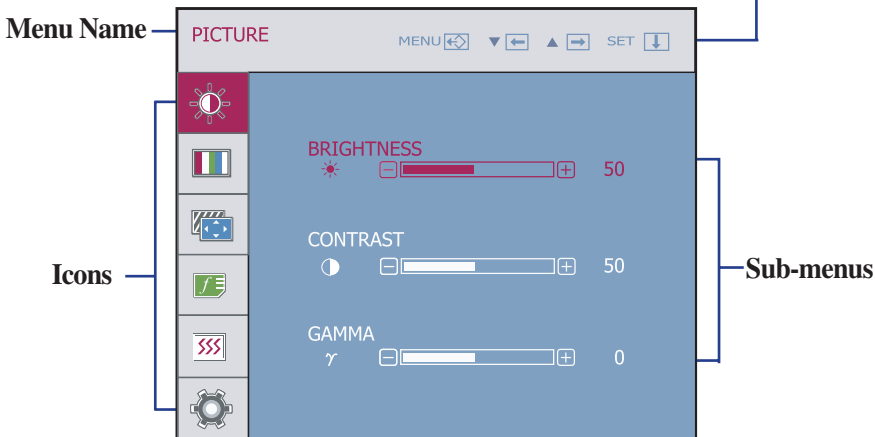 Menu Name
PICTURE MENU ▼ ▲ SET
BRIGHTNESS
50
CONTRAST
50
Icons
Sub-menus
GAMMA
γ 0